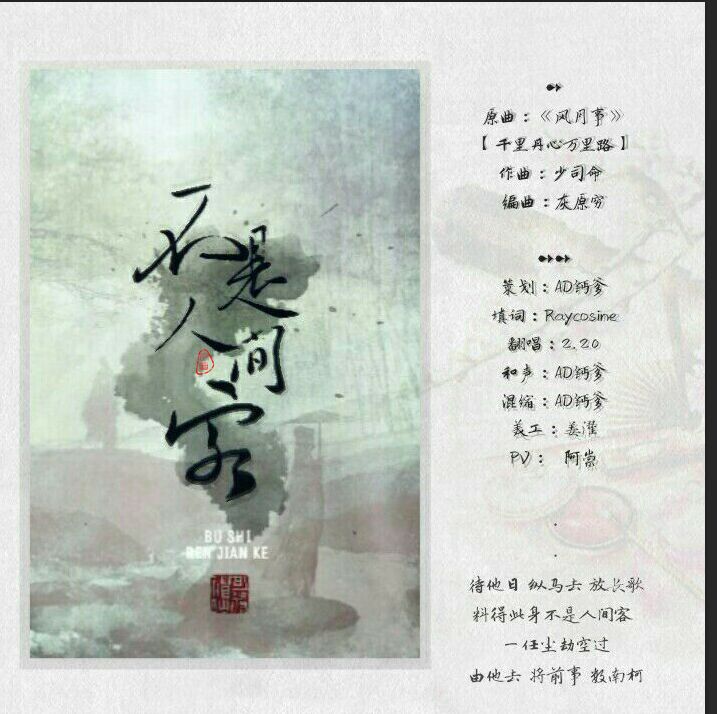 不是
人间
客
BU SHI
REN JIAN KE
原曲：《风月事》
【千里丹心万里路】
作曲：少司命
编曲：灰原穷
策划：AD钙爹
填词：Raycosine
翻唱：2.20
和声：AD钙爹
混缩：AD钙爹
美工：姜灌
PV： 阿崇
待他日 纵马去 放长歌
料得此身不是人间客
一任尘劫空过
由他去 将前事 数南柯